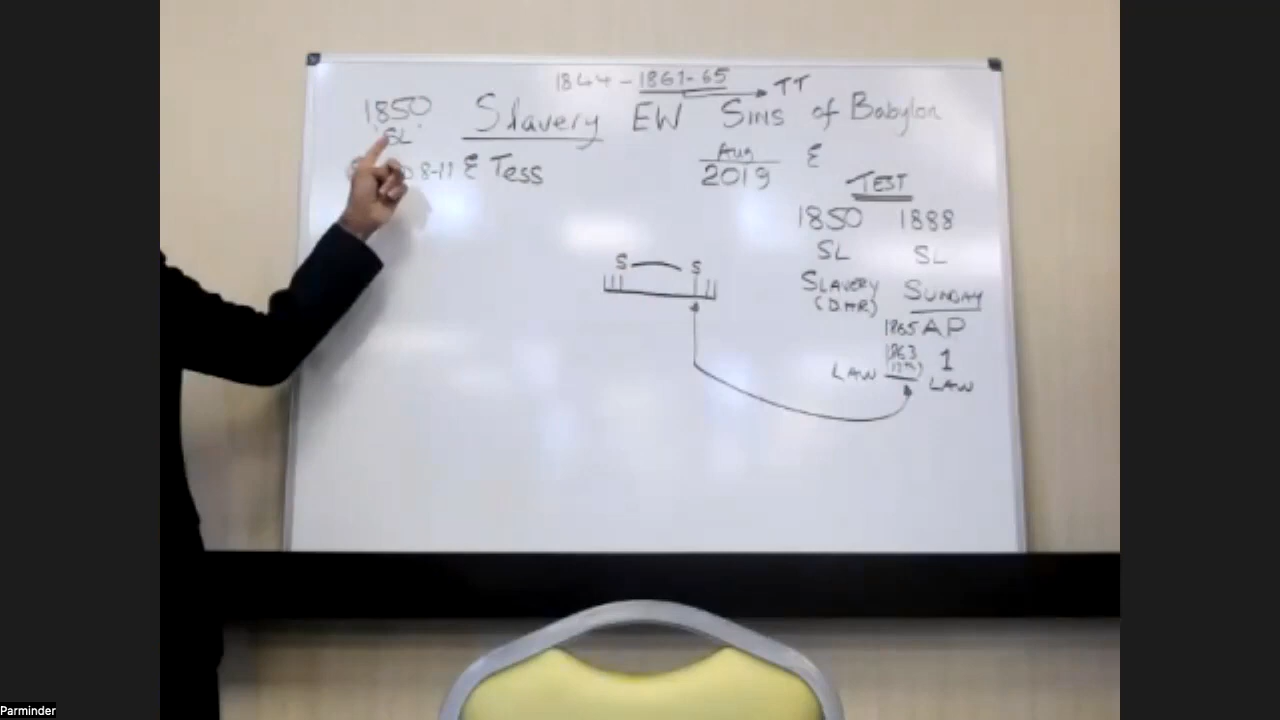 1844 - 1861-65 TT
1850 Slavery EW Sins of Babylon
'SL'
8-11 & Tess
Aug
2019 &
TEST
1850 1888
SL SL
SLAVERY SUNDAY
(DHR)
1865 AP
S S
1863 1
LAW LAW
Parminder